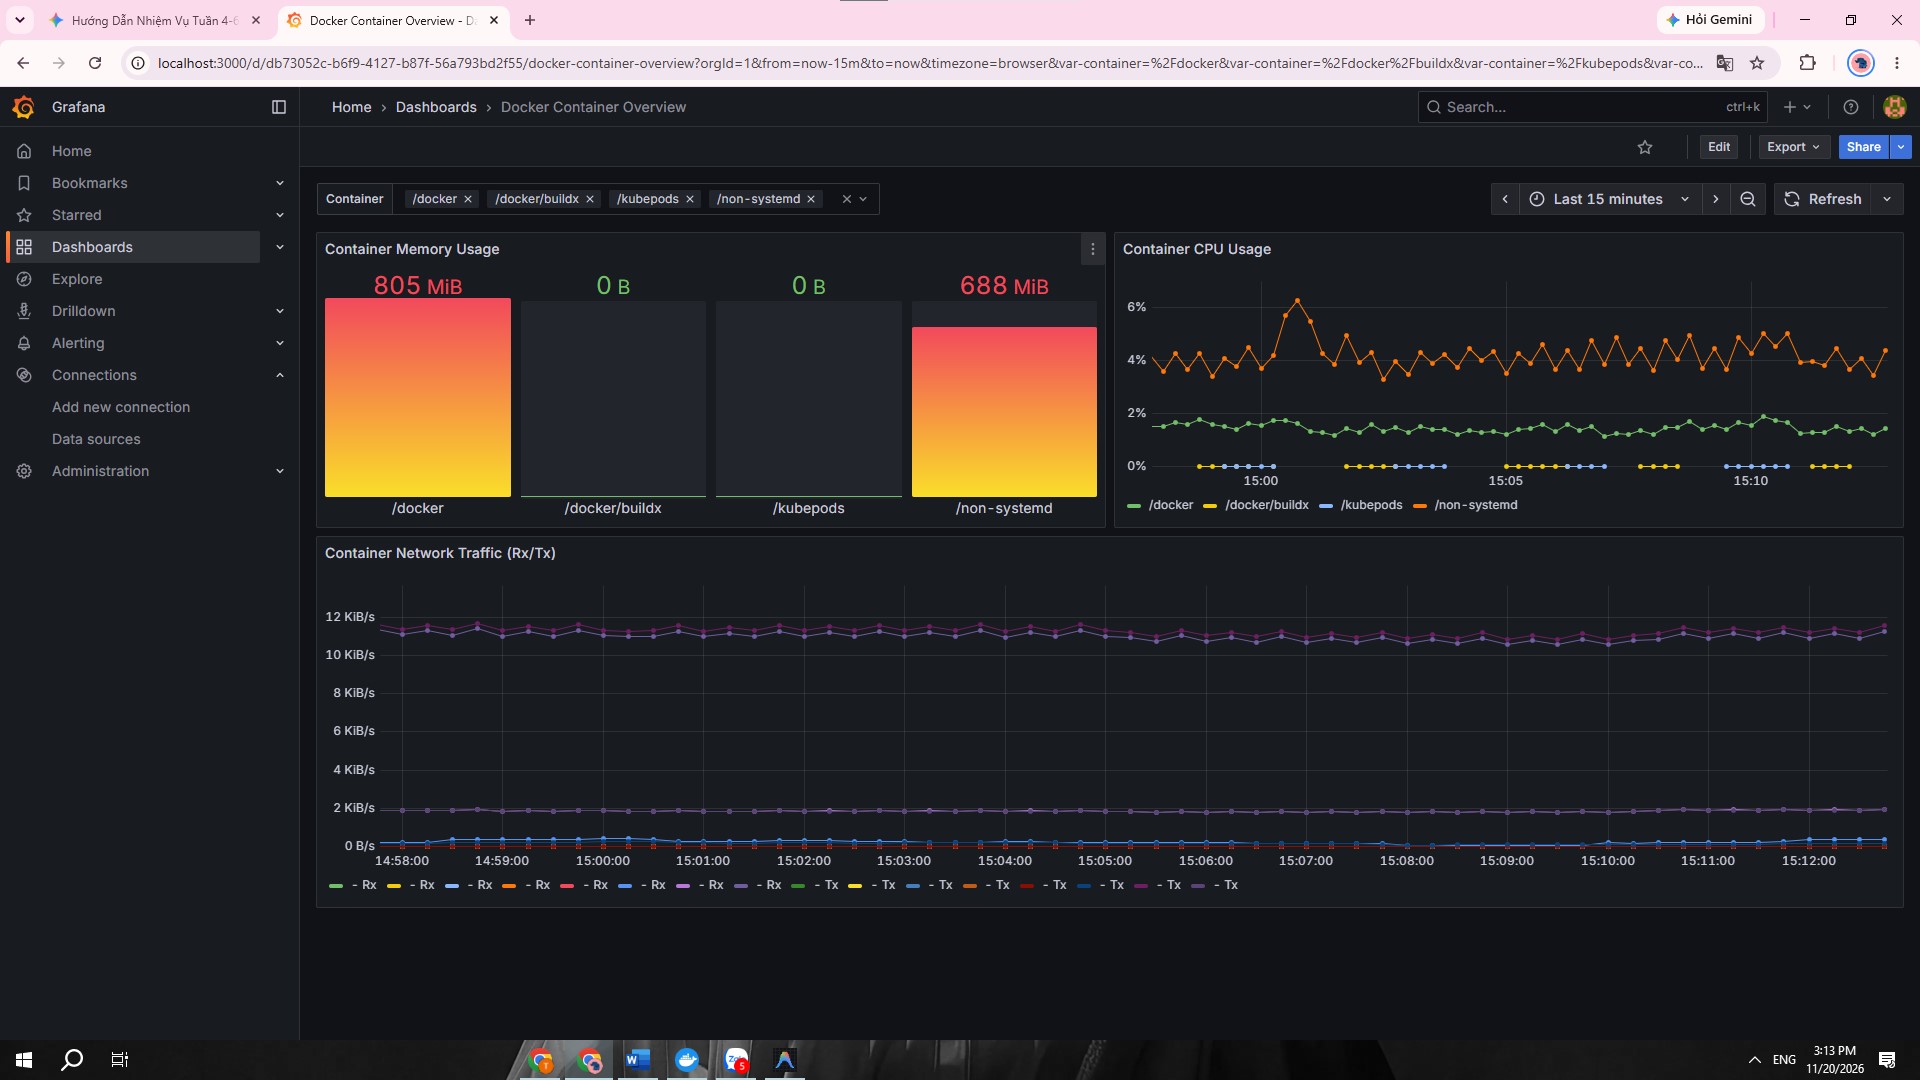 Hướng Dẫn Nhiệm Vụ Tuần 4-6
Docker Container Overview - Da
Hỏi Gemini
localhost:3000/d/db73052c-b6f9-4127-b87f-56a793bd2f55/docker-container-overview?orgId=1&from=now-15m&to=now&timezone=browser&var-container=%2Fdocker&var-container=%2Fdocker%2Fbuildx&var-container=%2Fkubepods&var-co...
Grafana
Home › Dashboards › Docker Container Overview
Search...
ctrl+k
Edit
Export
Share
Home
Bookmarks
Starred
Dashboards
Explore
Drilldown
Alerting
Connections
Add new connection
Data sources
Administration
Container
/docker
/docker/buildx
/kubepods
/non-systemd
Last 15 minutes
Refresh
Container Memory Usage
805 MiB
0 B
0 B
688 MiB
/docker
/docker/buildx
/kubepods
/non-systemd
Container CPU Usage
6%
4%
2%
0%
15:00
15:05
15:10
/docker
/docker/buildx
/kubepods
/non-systemd
Container Network Traffic (Rx/Tx)
12 KiB/s
10 KiB/s
8 KiB/s
6 KiB/s
4 KiB/s
2 KiB/s
0 B/s
14:58:00
14:59:00
15:00:00
15:01:00
15:02:00
15:03:00
15:04:00
15:05:00
15:06:00
15:07:00
15:08:00
15:09:00
15:10:00
15:11:00
15:12:00
- Rx
- Rx
- Rx
- Rx
- Rx
- Rx
- Rx
- Rx
- Tx
- Tx
- Tx
- Tx
- Tx
- Tx
- Tx
- Tx
T
W
Zalo
5
ENG
3:13 PM
11/20/2026